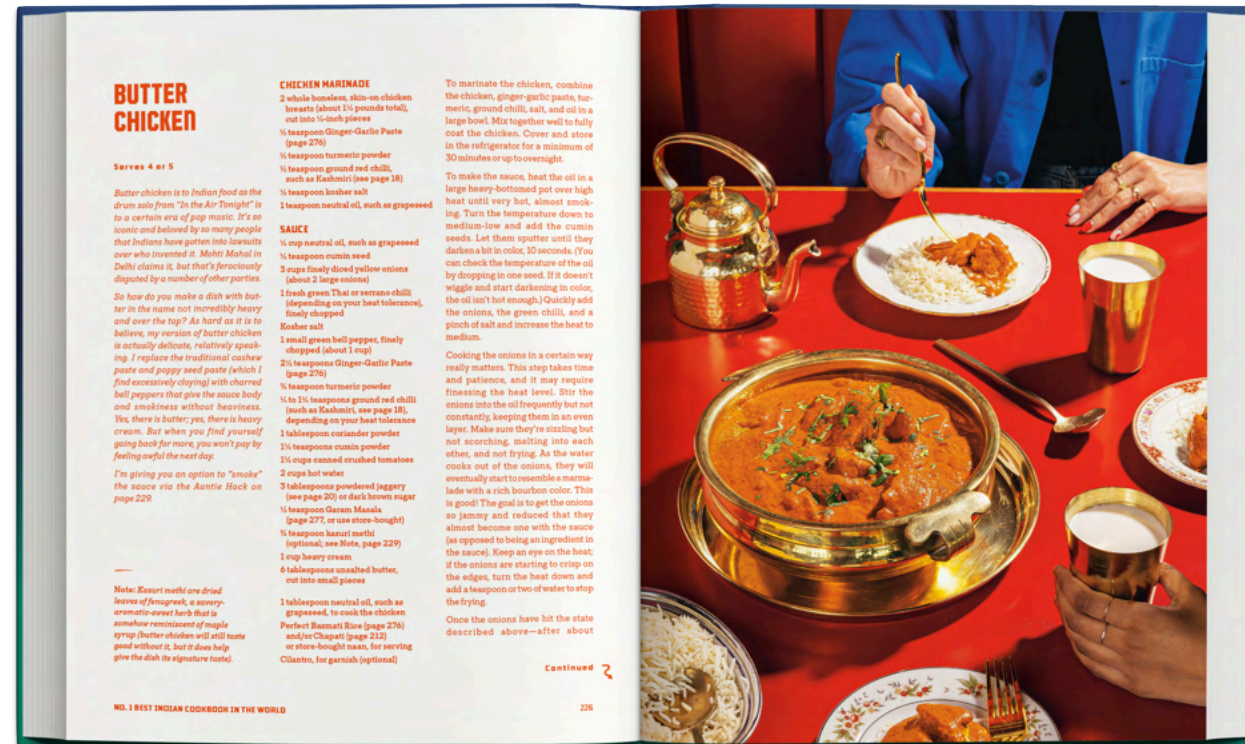 BUTTER
CHICKEN
Serves 4 or 5
Butter chicken is to Indian food as the
drum solo from "In the Air Tonight" is
to a certain era of pop music. It's so
iconic and beloved by so many people
that Indians have gotten into lawsuits
over who invented it. Mohti Mahal in
Delhi claims it, but that's ferociously
disputed by a number of other parties.
So how do you make a dish with but-
ter in the name not incredibly heavy
and over the top? As hard as it is to
believe, my version of butter chicken
is actually delicate, relatively speak-
ing. I replace the traditional cashew
paste and poppy seed paste (which I
find excessively cloying) with charred
bell peppers that give the sauce body
and smokiness without heaviness.
Yes, there is butter; yes, there is heavy
cream. But when you find yourself
going back for more, you won't pay by
feeling awful the next day.
I'm giving you an option to "smoke"
the sauce via the Auntie Hack on
page 229.
Note: Kasuri methi are dried
leaves of fenugreek, a savory-
aromatic-sweet herb that is
somehow reminiscent of maple
syrup (butter chicken will still taste
good without it, but it does help
give the dish its signature taste).
CHICKEN MARINADE
2 whole boneless, skin-on chicken
breasts (about pounds total),
cut into ½-inch pieces
teaspoon Ginger-Garlic Paste
(page 276)
teaspoon turmeric powder
teaspoon ground red chilli,
such as Kashmiri (see page 18)
teaspoon kosher salt
1 teaspoon neutral oil, such as grapeseed
SAUCE
cup neutral oil, such as grapeseed
teaspoon cumin seed
3 cups finely diced yellow onions
(about 2 large onions)
1 fresh green Thai or serrano chilli
(depending on your heat tolerance),
finely chopped
Kosher salt
1 small green bell pepper, finely
chopped (about 1 cup)
teaspoons Ginger-Garlic Paste
(page 276)
teaspoon turmeric powder
to teaspoons ground red chilli
(such as Kashmiri, see page 18),
depending on your heat tolerance
1 tablespoon coriander powder
teaspoons cumin powder
cups canned crushed tomatoes
2 cups hot water
3 tablespoons powdered jaggery
(see page 20) or dark brown sugar
teaspoon Garam Masala
(page 277, or use store-bought)
teaspoon kasuri methi
(optional; see Note, page 229)
1 cup heavy cream
6 tablespoons unsalted butter,
cut into small pieces
1 tablespoon neutral oil, such as
grapeseed, to cook the chicken
Perfect Basmati Rice (page 276)
and/or Chapati (page 212)
or store-bought naan, for serving
Cilantro, for garnish (optional)
To marinate the chicken, combine
the chicken, ginger-garlic paste, tur-
meric, ground chilli, salt, and oil in a
large bowl. Mix together well to fully
coat the chicken. Cover and store
in the refrigerator for a minimum of
30 minutes or up to overnight.
To make the sauce, heat the oil in a
large heavy-bottomed pot over high
heat until very hot, almost smok-
ing. Turn the temperature down to
medium-low and add the cumin
seeds. Let them sputter until they
darken a bit in color, 10 seconds. (You
can check the temperature of the oil
by dropping in one seed. If it doesn't
wiggle and start darkening in color,
the oil isn't hot enough.) Quickly add
the onions, the green chilli, and a
pinch of salt and increase the heat to
medium.
Cooking the onions in a certain way
really matters. This step takes time
and patience, and it may require
finessing the heat level. Stir the
onions into the oil frequently but not
constantly, keeping them in an even
layer. Make sure they're sizzling but
not scorching, melting into each
other, and not frying. As the water
cooks out of the onions, they will
eventually start to resemble a marma-
lade with a rich bourbon color. This
is good! The goal is to get the onions
so jammy and reduced that they
almost become one with the sauce
(as opposed to being an ingredient in
the sauce). Keep an eye on the heat;
if the onions are starting to crisp on
the edges, turn the heat down and
add a teaspoon or two of water to stop
the frying.
Once the onions have hit the state
described above—after about
Continued
NO. 1 BEST INDIAN COOKBOOK IN THE WORLD
226